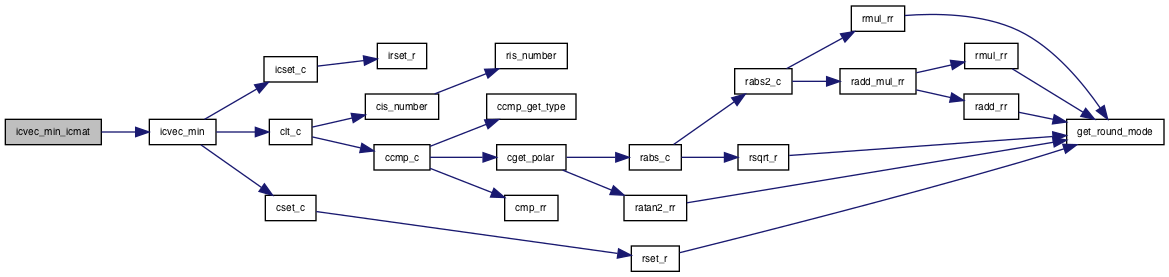 icvec_min_icmat
icvec_min
icset_c
irset_r
clt_c
cis_number
ris_number
ccmp_c
ccmp_get_type
cget_polar
cmp_rr
rabs_c
ratan2_rr
rabs2_c
rsqrt_r
rmul_rr
radd_mul_rr
rmul_rr
radd_rr
get_round_mode
cset_c
rset_r